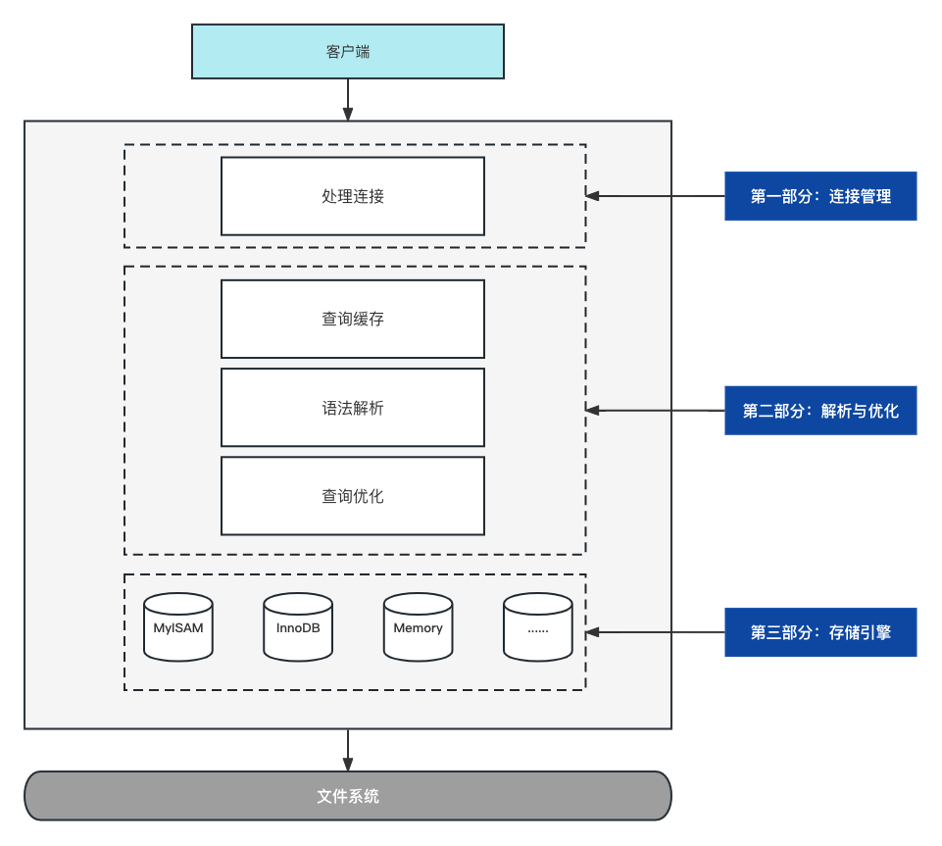 客户端
处理连接
第一部分：连接管理
查询缓存
语法解析
第二部分：解析与优化
查询优化
MyISAM
InnoDB
Memory
......
第三部分：存储引擎
文件系统